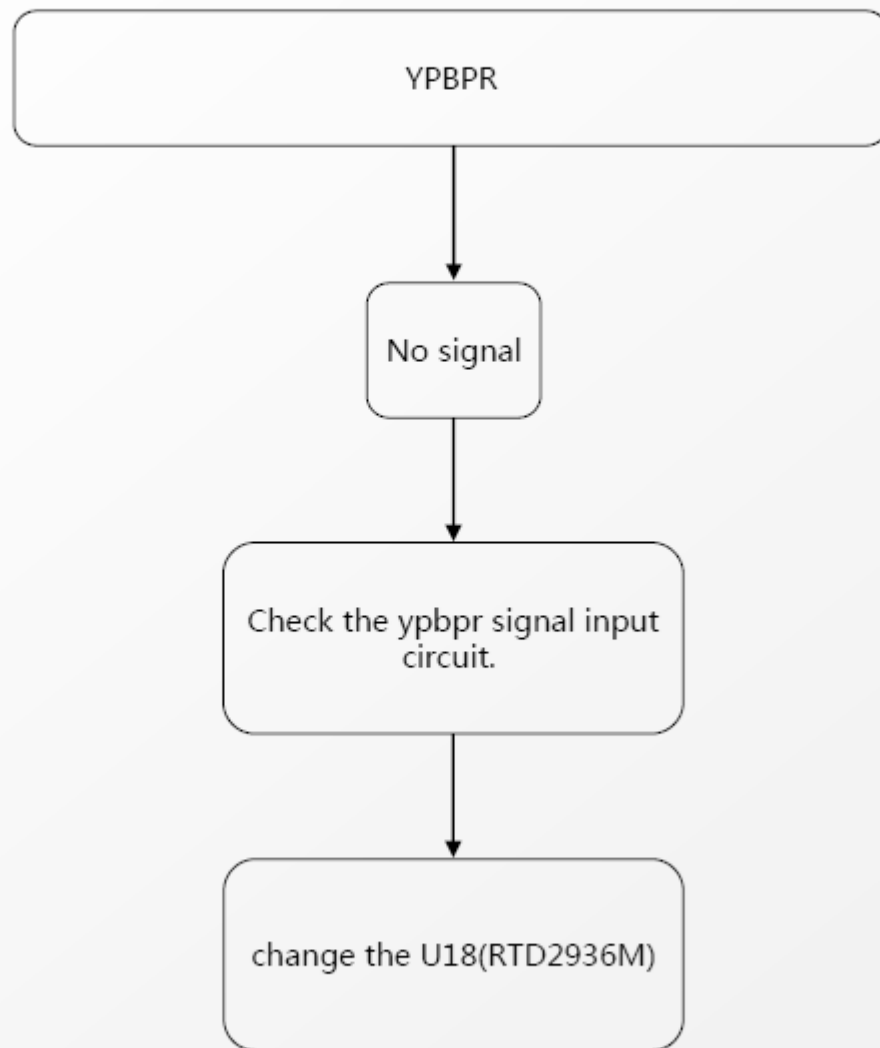 YPBPR
No signal
Check the ypbpr signal input
circuit.
change the U18(RTD2936M)